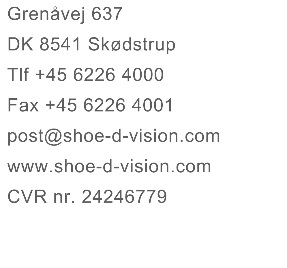 Grenåvej 637
DK 8541 Skødstrup
Tlf +45 6226 4000
Fax +45 6226 4001
post@shoe-d-vision.com
www.shoe-d-vision.com
CVR nr. 24246779